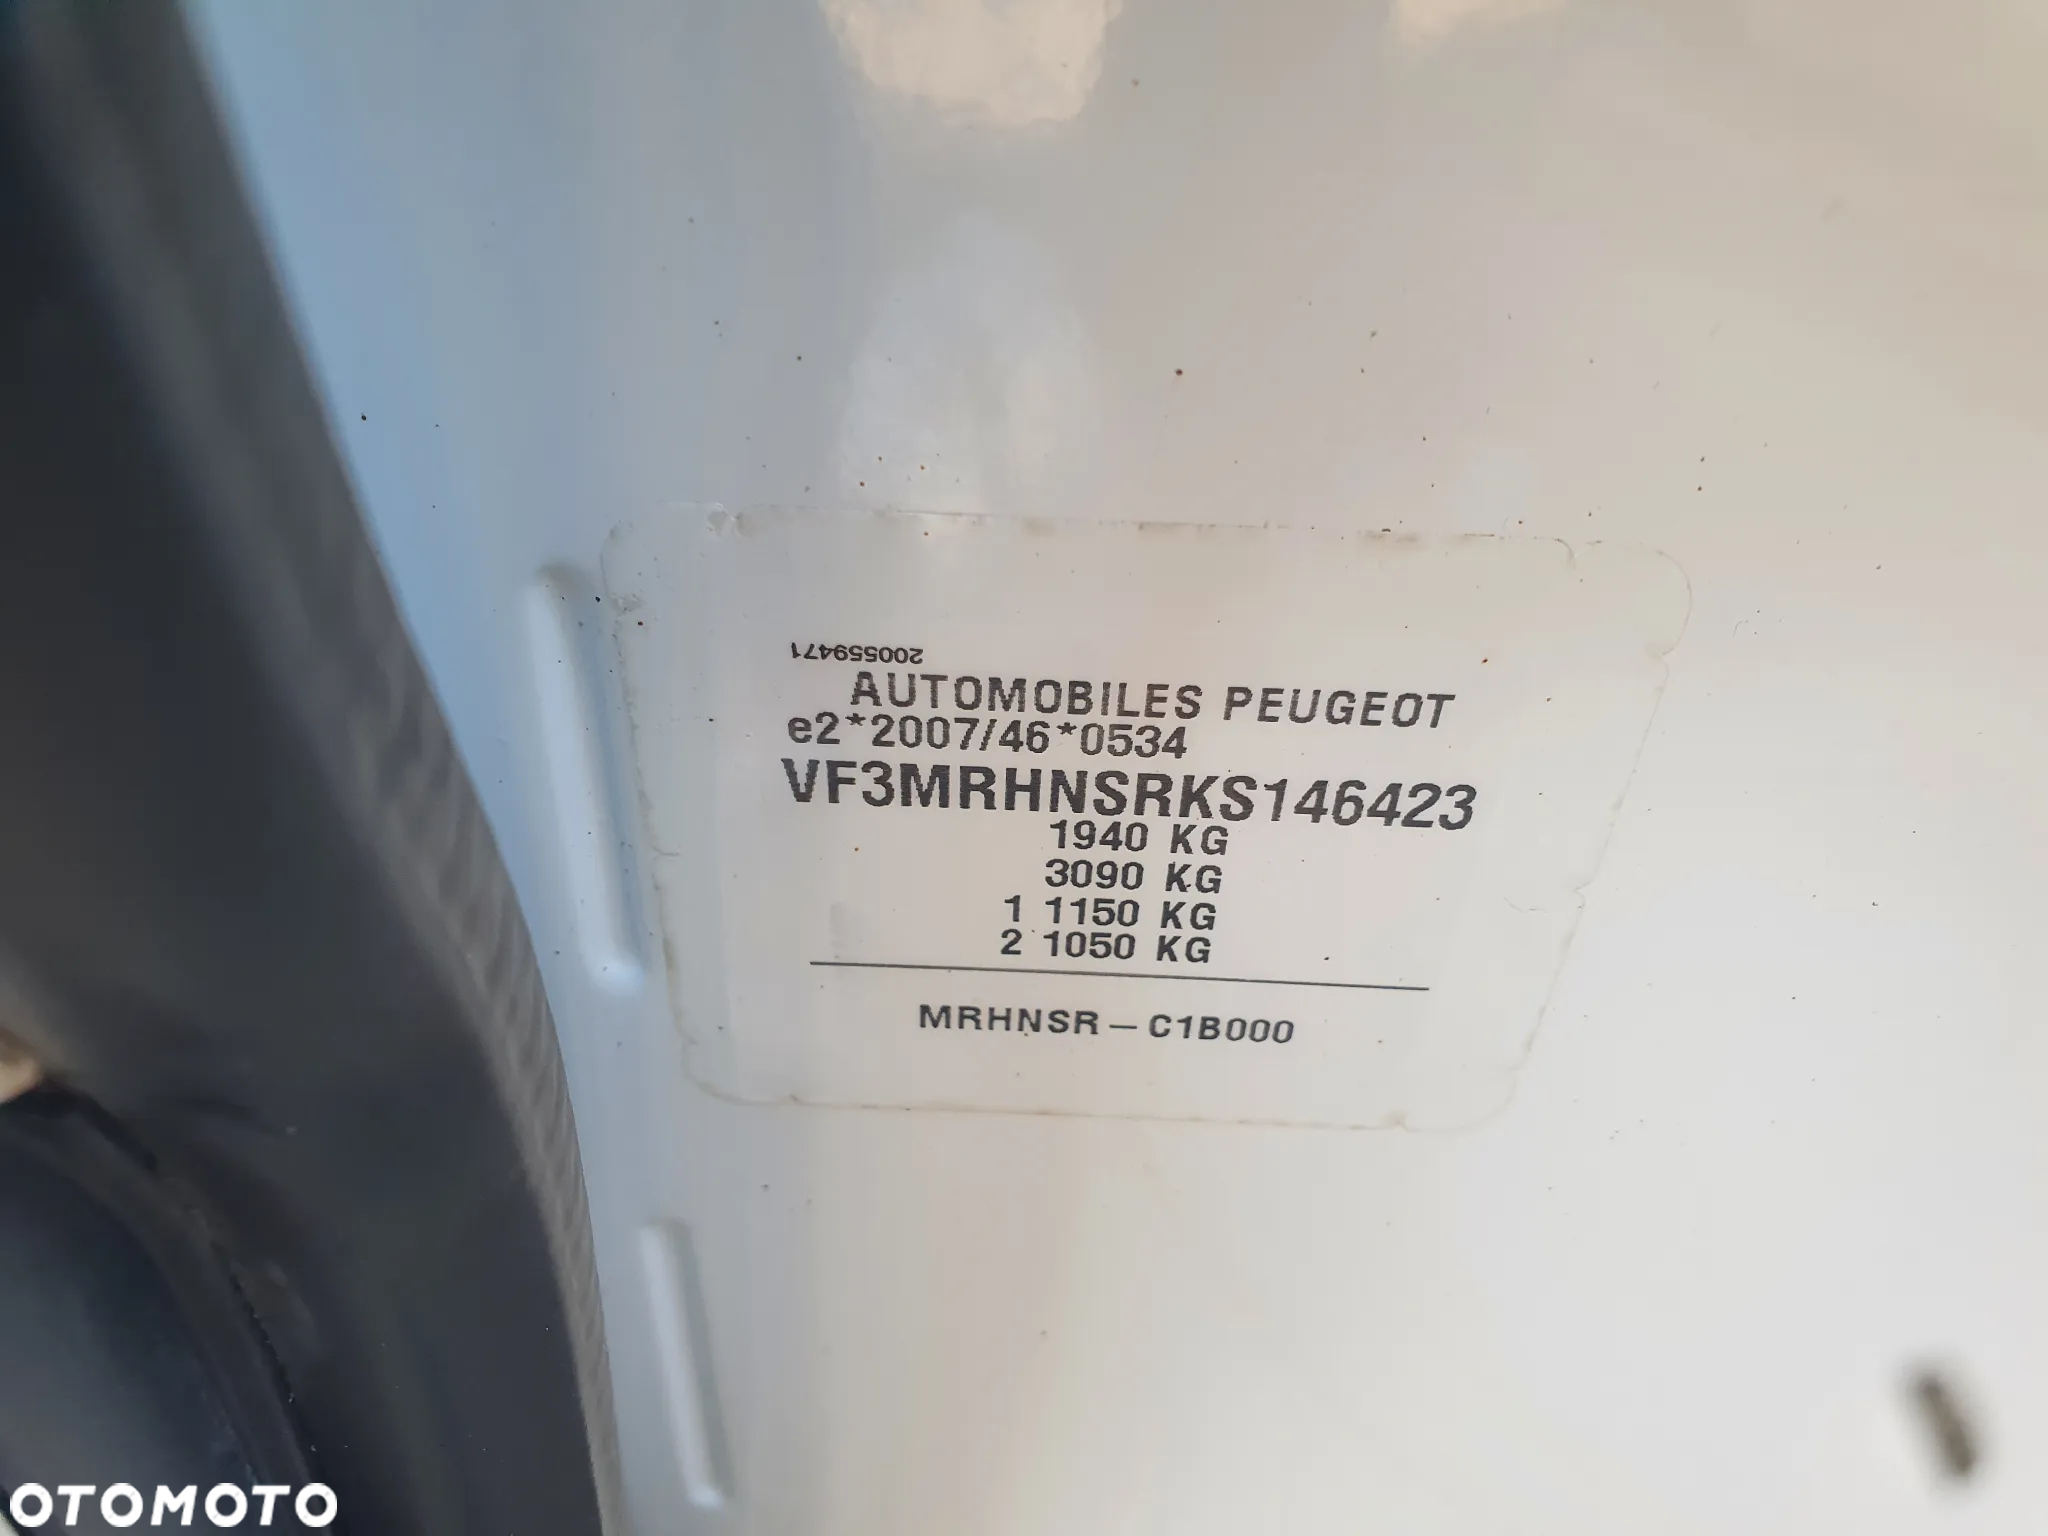 200559471
AUTOMOBILES PEUGEOT
e2*2007/46*0534
VF3MRHNSRKS146423
1940 KG
3090 KG
1 1150 KG
2 1050 KG
MRHNSR — C1B000
OTOMOTO